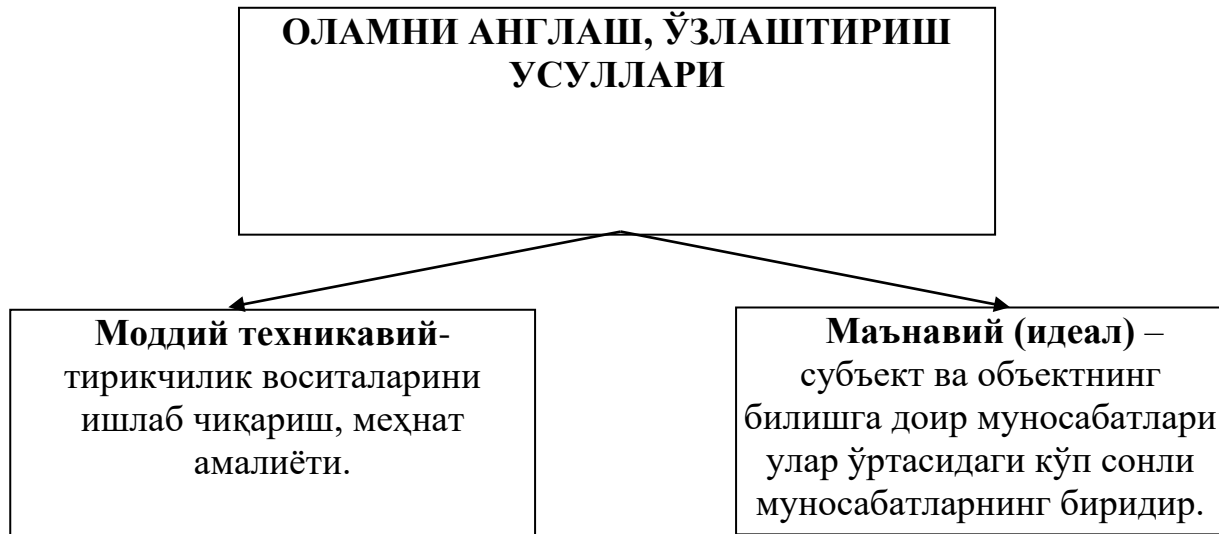 ОЛАМНИ АНГЛАШ, ЎЗЛАШТИРИШ
УСУЛЛАРИ
Моддий техникавий-
тирикчилик воситаларини
ишлаб чиқариш, меҳнат
амалиёти.
Маънавий (идеал) –
субъект ва объектнинг
билишга доир муносабатлари
улар ўртасидаги кўп сонли
муносабатларнинг биридир.